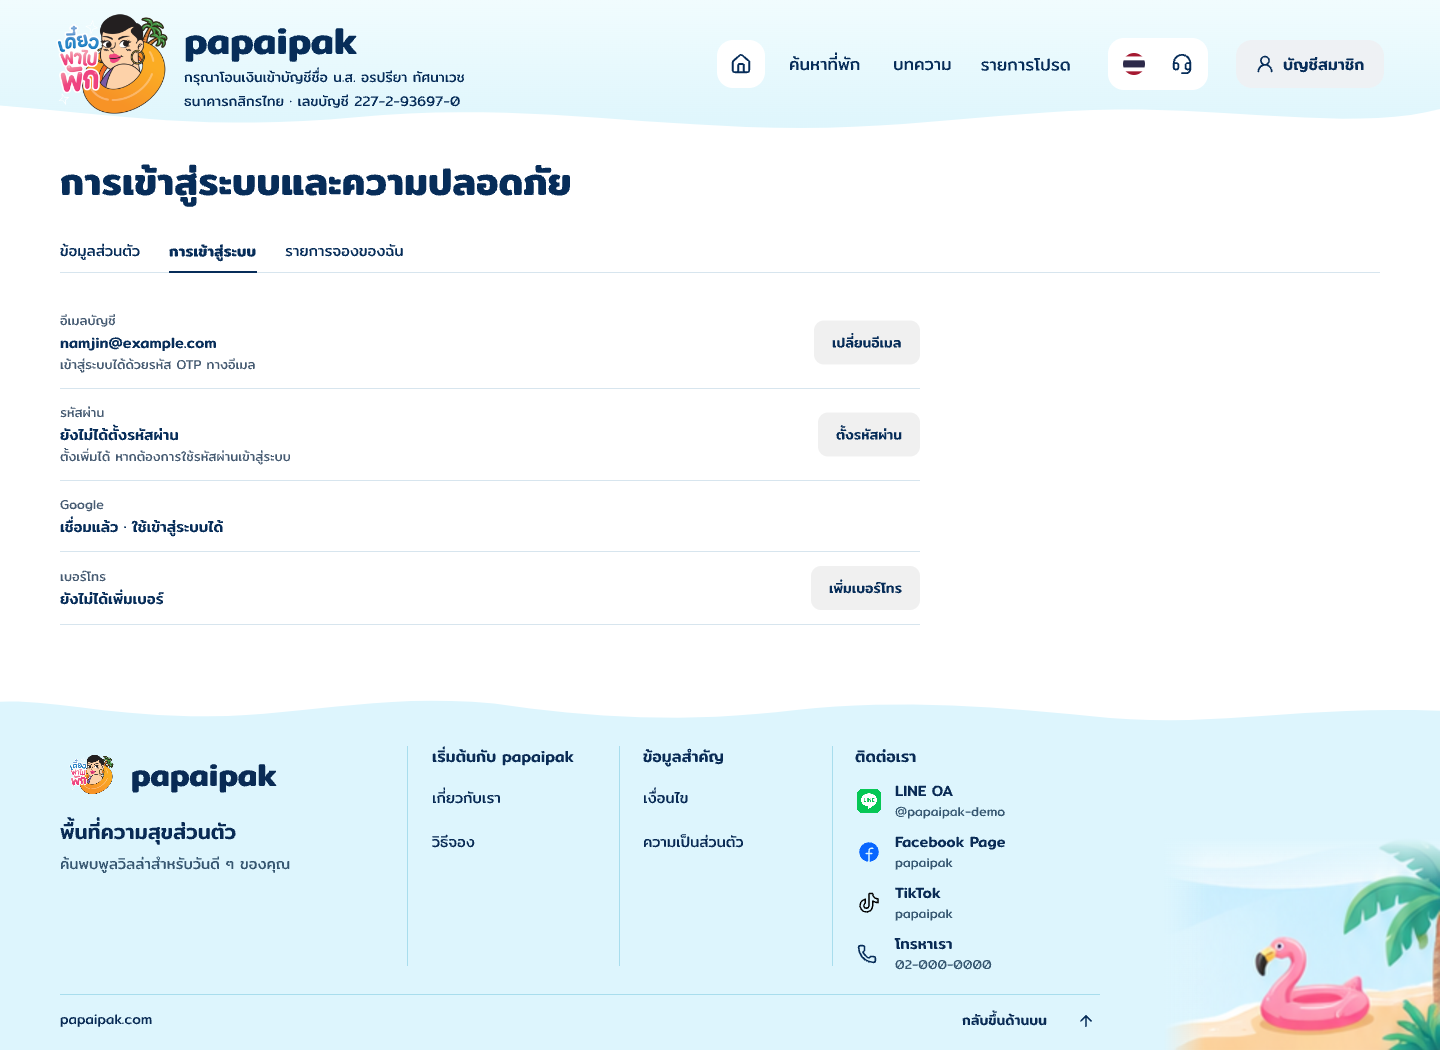 เดี๋ยว
พาไป
พัก
papaipak
กรุณาโอนเงินเข้าบัญชีชื่อ น.ส. อรปรียา ทัศนาเวช
ธนาคารกสิกรไทย · เลขบัญชี 227-2-93697-0
ค้นหาที่พัก
บทความ
รายการโปรด
บัญชีสมาชิก
การเข้าสู่ระบบและความปลอดภัย
ข้อมูลส่วนตัว
การเข้าสู่ระบบ
รายการจองของฉัน
อีเมลบัญชี
namjin@example.com
เข้าสู่ระบบได้ด้วยรหัส OTP ทางอีเมล
เปลี่ยนอีเมล
รหัสผ่าน
ยังไม่ได้ตั้งรหัสผ่าน
ตั้งเพิ่มได้ หากต้องการใช้รหัสผ่านเข้าสู่ระบบ
ตั้งรหัสผ่าน
Google
เชื่อมแล้ว · ใช้เข้าสู่ระบบได้
เบอร์โทร
ยังไม่ได้เพิ่มเบอร์
เพิ่มเบอร์โทร
เดี๋ยว
พาไป
พัก
papaipak
พื้นที่ความสุขส่วนตัว
ค้นพบพูลวิลล่าสำหรับวันดี ๆ ของคุณ
เริ่มต้นกับ papaipak
เกี่ยวกับเรา
วิธีจอง
ข้อมูลสำคัญ
เงื่อนไข
ความเป็นส่วนตัว
ติดต่อเรา
LINE
LINE OA
@papaipak-demo
Facebook Page
papaipak
TikTok
papaipak
โทรหาเรา
02-000-0000
papaipak.com
กลับขึ้นด้านบน